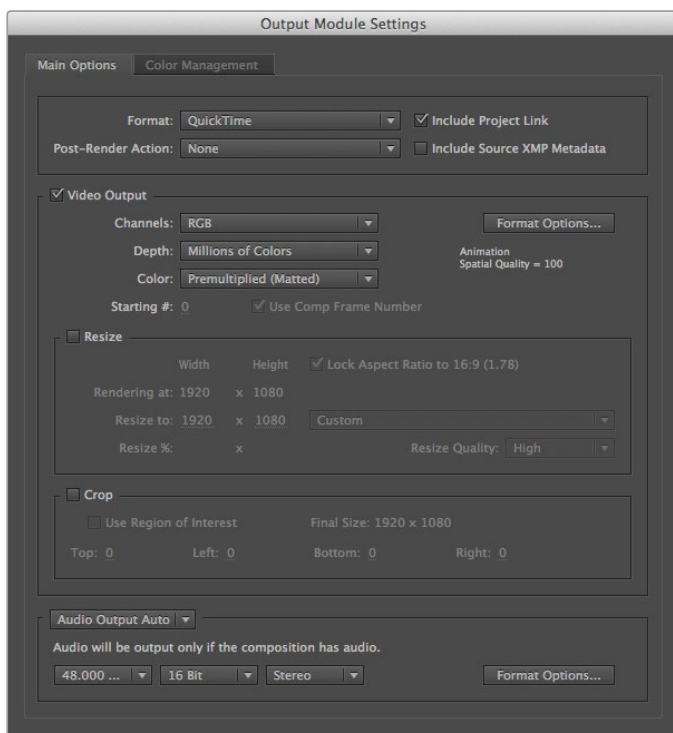 Output Module Settings
Main Options Color Management
Format: QuickTime Include Project Link
Post-Render Action: None Include Source XMP Metadata
Video Output
Channels: RGB Format Options...
Depth: Millions of Colors Animation
Spatial Quality = 100
Color: Premultiplied (Matted)
Starting #: 0 Use Comp Frame Number
Resize
Width Height Lock Aspect Ratio to 16:9 (1.78)
Rendering at: 1920 x 1080
Resize to: 1920 x 1080 Custom
Resize %: x Resize Quality: High
Crop
Use Region of Interest Final Size: 1920 x 1080
Top: 0 Left: 0 Bottom: 0 Right: 0
Audio Output Auto
Audio will be output only if the composition has audio.
48.000 ... 16 Bit Stereo Format Options...